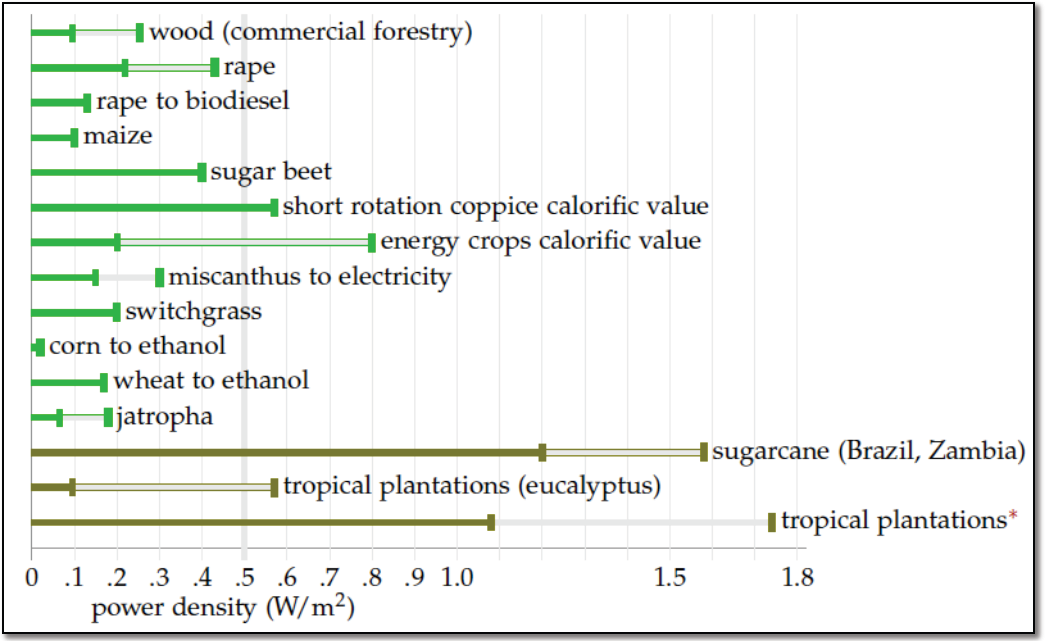 wood (commercial forestry)
rape
rape to biodiesel
maize
sugar beet
short rotation coppice calorific value
energy crops calorific value
miscanthus to electricity
switchgrass
corn to ethanol
wheat to ethanol
jatropha
sugarcane (Brazil, Zambia)
tropical plantations (eucalyptus)
tropical plantations*
0 .1 .2 .3 .4 .5 .6 .7 .8 .9 1.0 1.5 1.8
power density (W/m²)